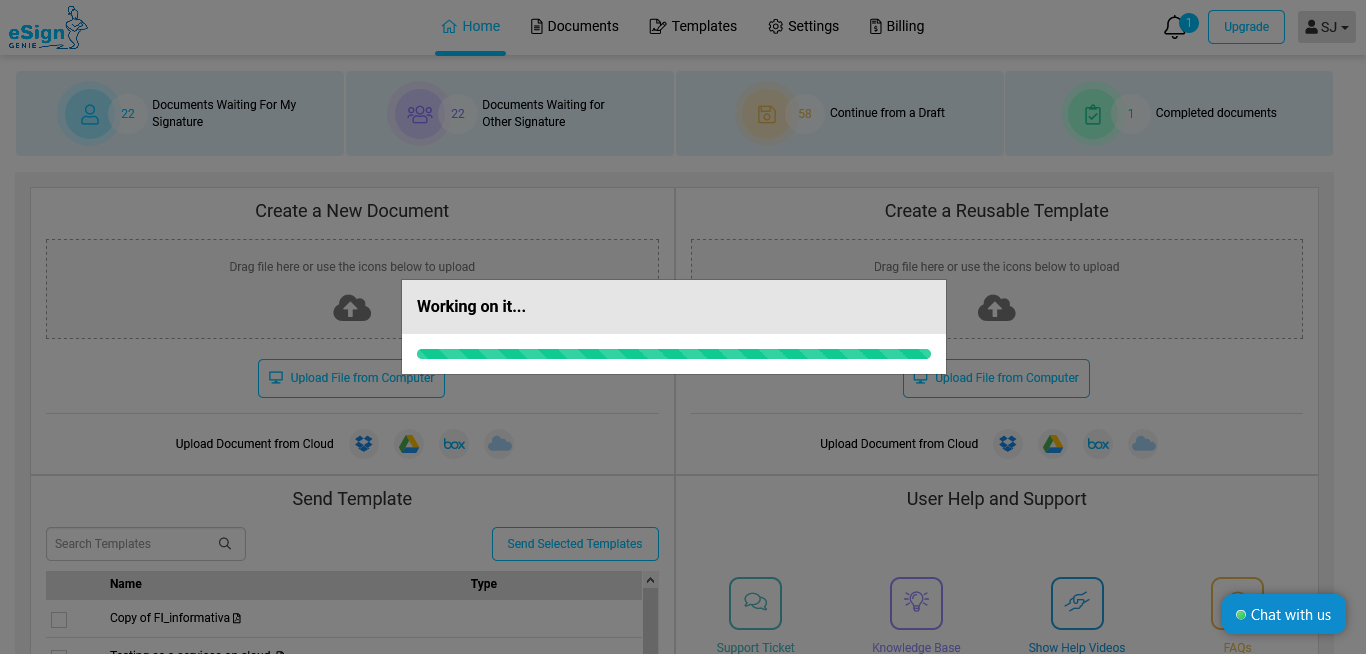 eSign
GENIE
Home
Documents
Templates
Settings
Billing
1
Upgrade
SJ
22
Documents Waiting For My
Signature
22
Documents Waiting for
Other Signature
58
Continue from a Draft
1
Completed documents
Create a New Document
Create a Reusable Template
Drag file here or use the icons below to upload
Drag file here or use the icons below to upload
Working on it...
Upload File from Computer
Upload File from Computer
Upload Document from Cloud
box
Upload Document from Cloud
box
Send Template
User Help and Support
Search Templates
Send Selected Templates
Name
Type
Copy of FI_informativa
Chat with us
Support Ticket
Knowledge Base
Show Help Videos
FAQs